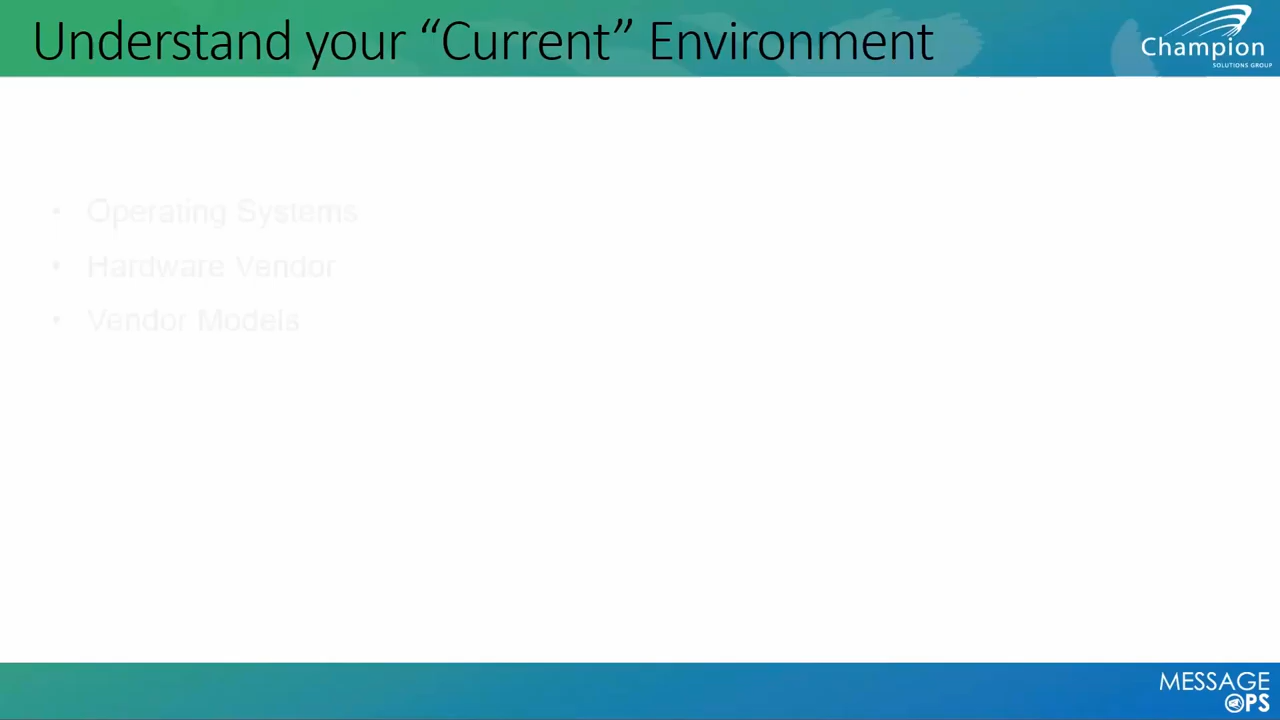 Understand your “Current” Environment
Champion
SOLUTIONS GROUP
• Operating Systems
• Hardware Vendor
• Vendor Models
MESSAGE
OPS